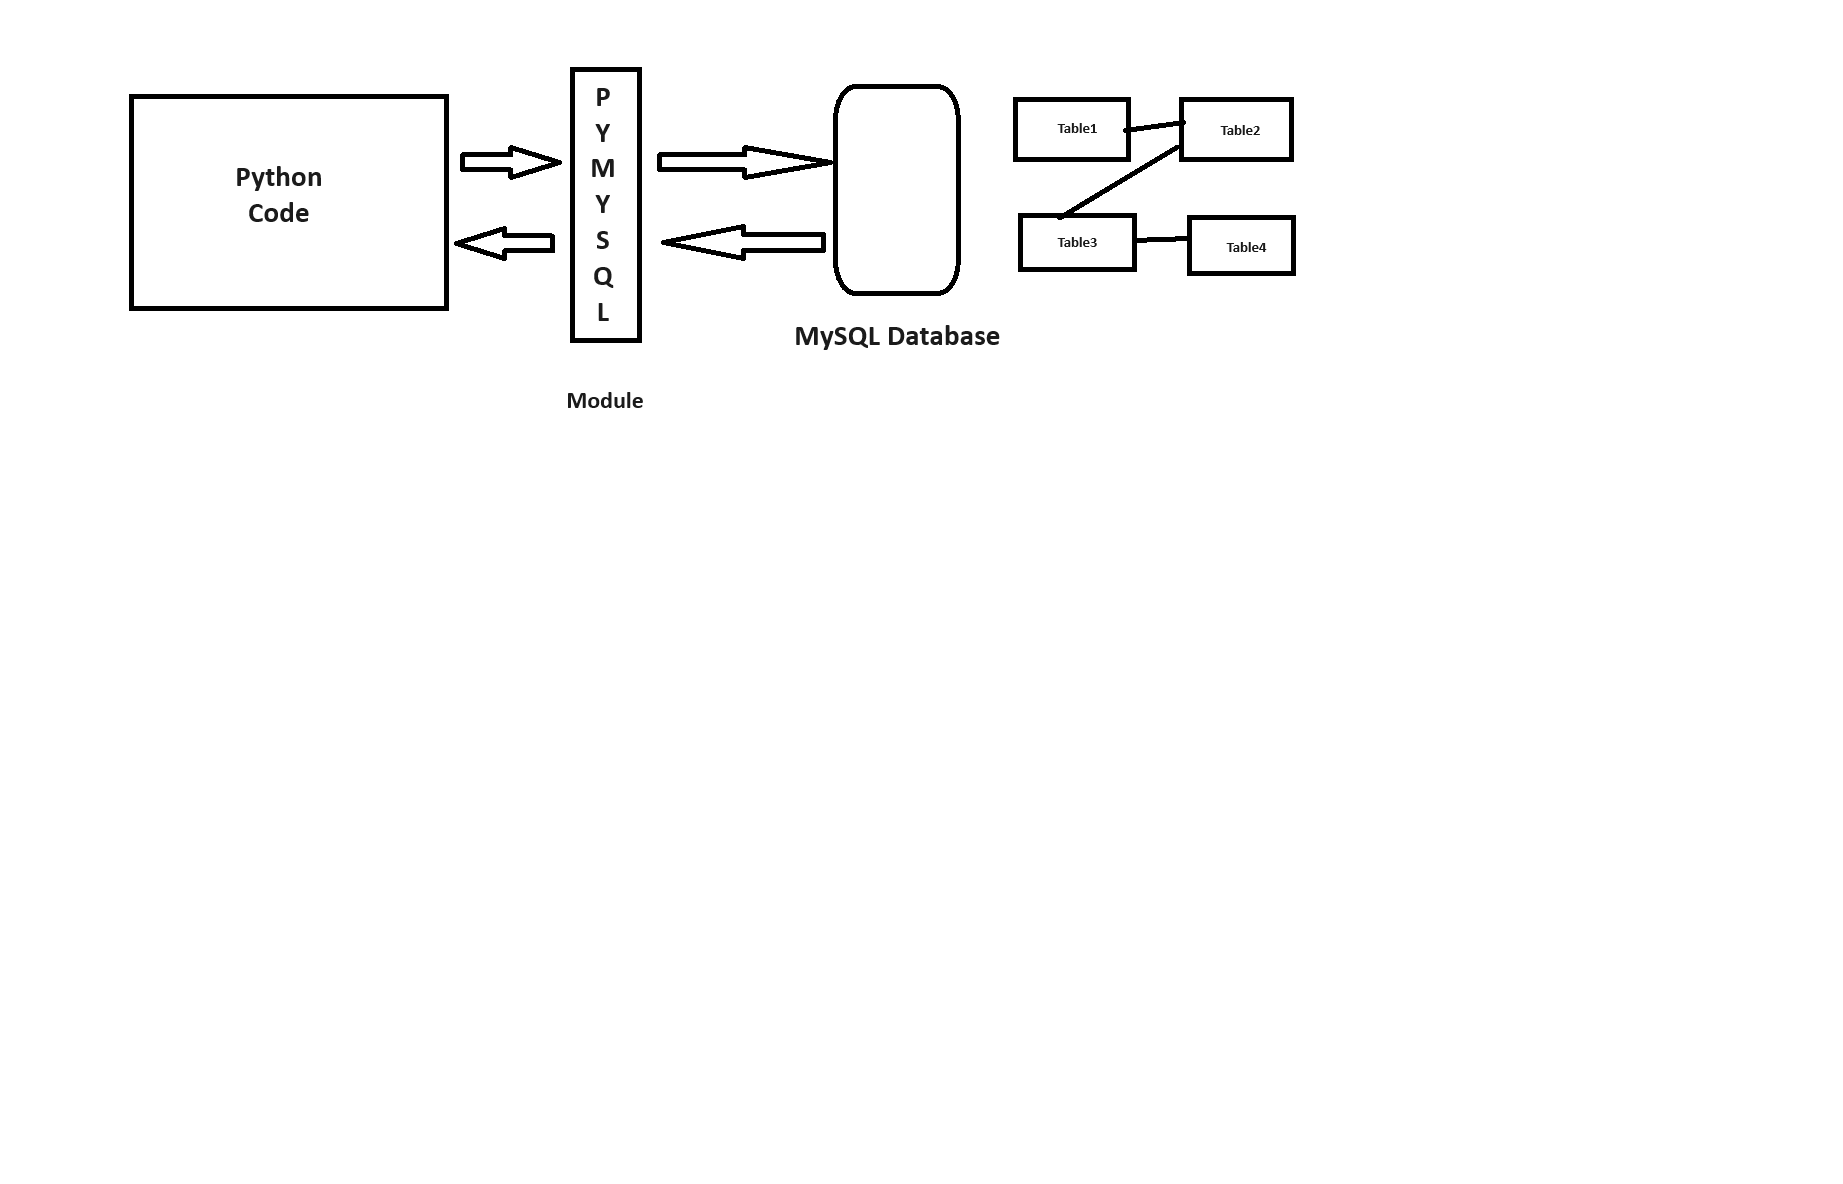 Python
Code
P
Y
M
Y
S
Q
L
Module
MySQL Database
Table1
Table2
Table3
Table4